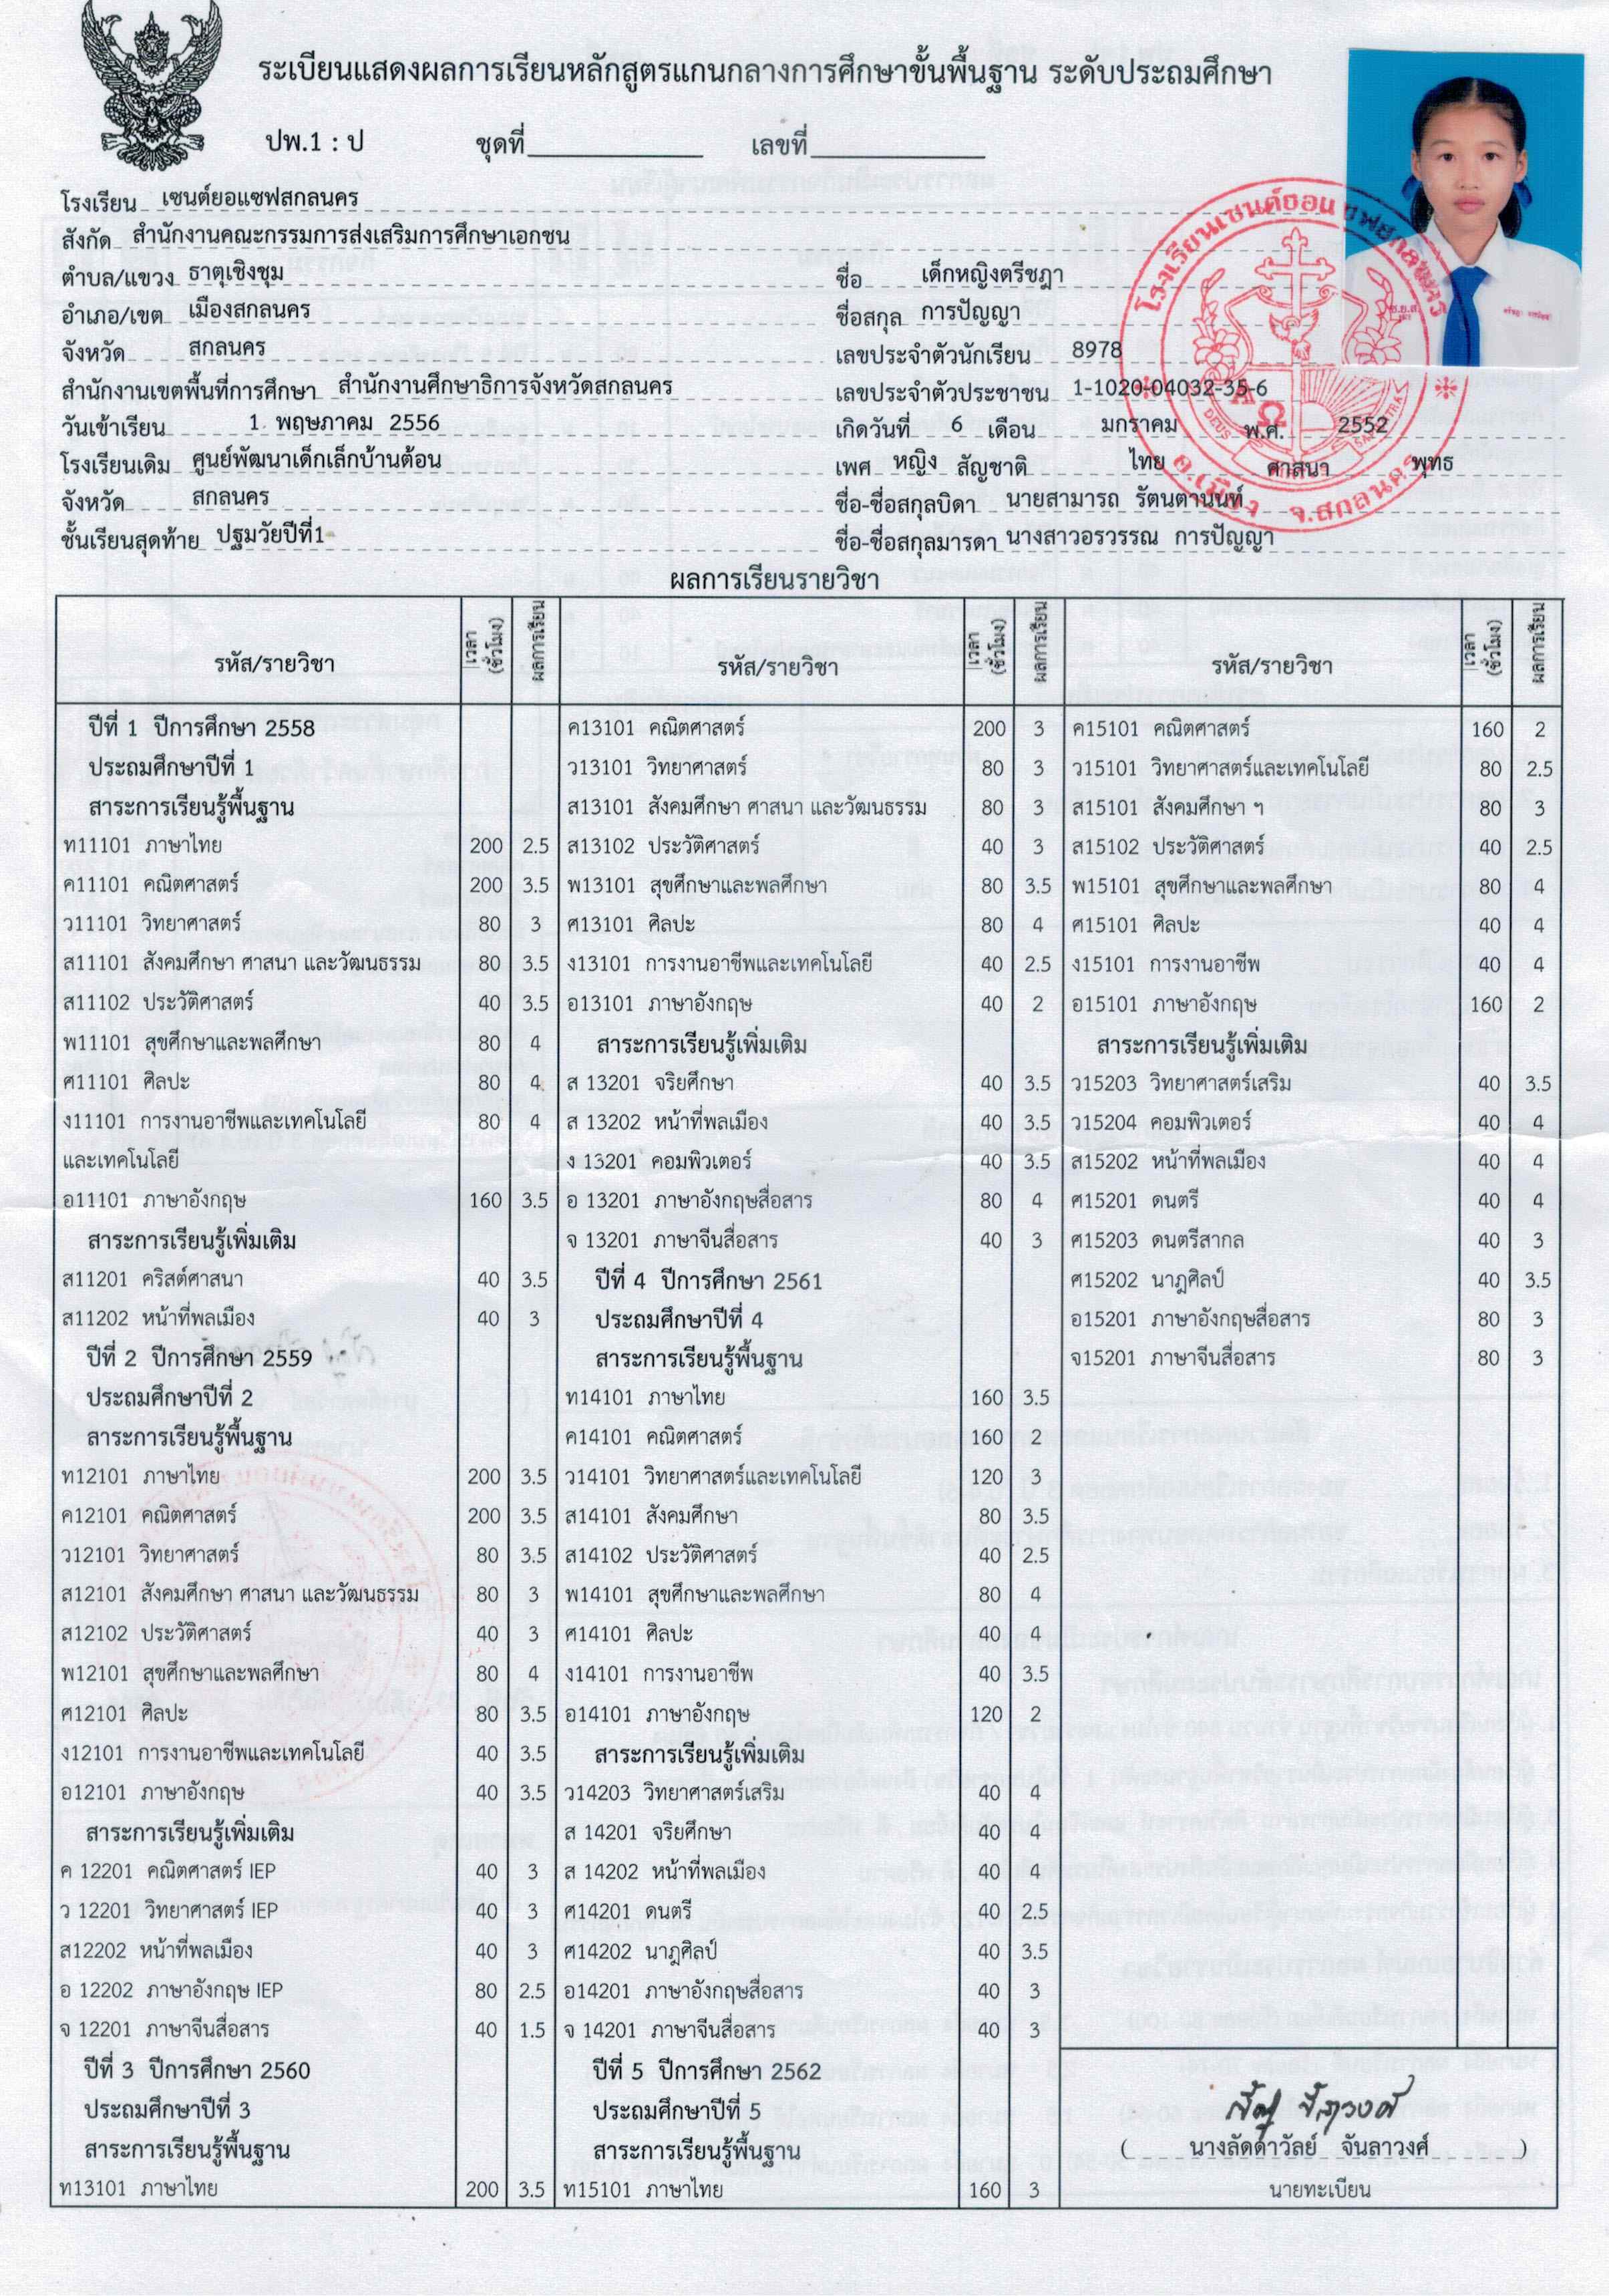 ระเบียนแสดงผลการเรียนหลักสูตรแกนกลางการศึกษาขั้นพื้นฐาน ระดับประถมศึกษา
ปพ.1 : ป ชุดที่ เลขที่
โรงเรียน เซนต์ยอแซฟสกลนคร
สังกัด สำนักงานคณะกรรมการส่งเสริมการศึกษาเอกชน
ตำบล/แขวง ธาตุเชิงชุม
อำเภอ/เขต เมืองสกลนคร
จังหวัด สกลนคร
สำนักงานเขตพื้นที่การศึกษา สำนักงานศึกษาธิการจังหวัดสกลนคร
วันเข้าเรียน 1 พฤษภาคม 2556
โรงเรียนเดิม ศูนย์พัฒนาเด็กเล็กบ้านต้อน
จังหวัด สกลนคร
ชั้นเรียนสุดท้าย ปฐมวัยปีที่1
ชื่อ เด็กหญิงตรีชฎา
ชื่อสกุล การปัญญา
เลขประจำตัวนักเรียน 8978
เลขประจำตัวประชาชน 1-1020-04032-35-6
เกิดวันที่ 6 เดือน มกราคม พ.ศ. 2552
เพศ หญิง สัญชาติ ไทย ศาสนา พุทธ
ชื่อ-ชื่อสกุลบิดา นายสามารถ รัตนตานนท์
ชื่อ-ชื่อสกุลมารดา นางสาวอรวรรณ การปัญญา
อ.เมือง จ.สกลนคร
ผลการเรียนรายวิชา
รหัส/รายวิชา เวลา (ชั่วโมง) ผลการเรียน
ปีที่ 1 ปีการศึกษา 2558
ประถมศึกษาปีที่ 1
สาระการเรียนรู้พื้นฐาน
ท11101 ภาษาไทย 200 2.5
ค11101 คณิตศาสตร์ 200 3.5
ว11101 วิทยาศาสตร์ 80 3
ส11101 สังคมศึกษา ศาสนา และวัฒนธรรม 80 3.5
ส11102 ประวัติศาสตร์ 40 3.5
พ11101 สุขศึกษาและพลศึกษา 80 4
ศ11101 ศิลปะ 80 4
ง11101 การงานอาชีพและเทคโนโลยี 80 4
และเทคโนโลยี
อ11101 ภาษาอังกฤษ 160 3.5
สาระการเรียนรู้เพิ่มเติม
ส11201 คริสต์ศาสนา 40 3.5
ส11202 หน้าที่พลเมือง 40 3
ปีที่ 2 ปีการศึกษา 2559
ประถมศึกษาปีที่ 2
สาระการเรียนรู้พื้นฐาน
ท12101 ภาษาไทย 200 3.5
ค12101 คณิตศาสตร์ 200 3.5
ว12101 วิทยาศาสตร์ 80 3.5
ส12101 สังคมศึกษา ศาสนา และวัฒนธรรม 80 3
ส12102 ประวัติศาสตร์ 40 3
พ12101 สุขศึกษาและพลศึกษา 80 4
ศ12101 ศิลปะ 80 3.5
ง12101 การงานอาชีพและเทคโนโลยี 40 3.5
อ12101 ภาษาอังกฤษ 40 3.5
สาระการเรียนรู้เพิ่มเติม
ค 12201 คณิตศาสตร์ IEP 40 3
ว 12201 วิทยาศาสตร์ IEP 40 3
ส12202 หน้าที่พลเมือง 40 3
อ 12202 ภาษาอังกฤษ IEP 80 2.5
จ 12201 ภาษาจีนสื่อสาร 40 1.5
ปีที่ 3 ปีการศึกษา 2560
ประถมศึกษาปีที่ 3
สาระการเรียนรู้พื้นฐาน
ท13101 ภาษาไทย 200 3.5
รหัส/รายวิชา เวลา (ชั่วโมง) ผลการเรียน
ค13101 คณิตศาสตร์ 200 3
ว13101 วิทยาศาสตร์ 80 3
ส13101 สังคมศึกษา ศาสนา และวัฒนธรรม 80 3
ส13102 ประวัติศาสตร์ 40 3
พ13101 สุขศึกษาและพลศึกษา 80 3.5
ศ13101 ศิลปะ 80 4
ง13101 การงานอาชีพและเทคโนโลยี 40 2.5
อ13101 ภาษาอังกฤษ 40 2
สาระการเรียนรู้เพิ่มเติม
ส 13201 จริยศึกษา 40 3.5
ส 13202 หน้าที่พลเมือง 40 3.5
ง 13201 คอมพิวเตอร์ 40 3.5
อ 13201 ภาษาอังกฤษสื่อสาร 80 4
จ 13201 ภาษาจีนสื่อสาร 40 3
ปีที่ 4 ปีการศึกษา 2561
ประถมศึกษาปีที่ 4
สาระการเรียนรู้พื้นฐาน
ท14101 ภาษาไทย 160 3.5
ค14101 คณิตศาสตร์ 160 2
ว14101 วิทยาศาสตร์และเทคโนโลยี 120 3
ส14101 สังคมศึกษา 80 3.5
ส14102 ประวัติศาสตร์ 40 2.5
พ14101 สุขศึกษาและพลศึกษา 80 4
ศ14101 ศิลปะ 40 4
ง14101 การงานอาชีพ 40 3.5
อ14101 ภาษาอังกฤษ 120 2
สาระการเรียนรู้เพิ่มเติม
ว14203 วิทยาศาสตร์เสริม 40 4
ส 14201 จริยศึกษา 40 4
ส 14202 หน้าที่พลเมือง 40 4
ศ14201 ดนตรี 40 2.5
ศ14202 นาฏศิลป์ 40 3.5
อ14201 ภาษาอังกฤษสื่อสาร 40 3
จ 14201 ภาษาจีนสื่อสาร 40 3
ปีที่ 5 ปีการศึกษา 2562
ประถมศึกษาปีที่ 5
สาระการเรียนรู้พื้นฐาน
ท15101 ภาษาไทย 160 3
รหัส/รายวิชา เวลา (ชั่วโมง) ผลการเรียน
ค15101 คณิตศาสตร์ 160 2
ว15101 วิทยาศาสตร์และเทคโนโลยี 80 2.5
ส15101 สังคมศึกษา ฯ 80 3
ส15102 ประวัติศาสตร์ 40 2.5
พ15101 สุขศึกษาและพลศึกษา 80 4
ศ15101 ศิลปะ 40 4
ง15101 การงานอาชีพ 40 4
อ15101 ภาษาอังกฤษ 160 2
สาระการเรียนรู้เพิ่มเติม
ว15203 วิทยาศาสตร์เสริม 40 3.5
ว15204 คอมพิวเตอร์ 40 4
ส15202 หน้าที่พลเมือง 40 4
ศ15201 ดนตรี 40 4
ศ15203 ดนตรีสากล 40 3
ศ15202 นาฏศิลป์ 40 3.5
อ15201 ภาษาอังกฤษสื่อสาร 80 3
จ15201 ภาษาจีนสื่อสาร 80 3
( นางลัดดาวัลย์ จันลาวงศ์ )
นายทะเบียน